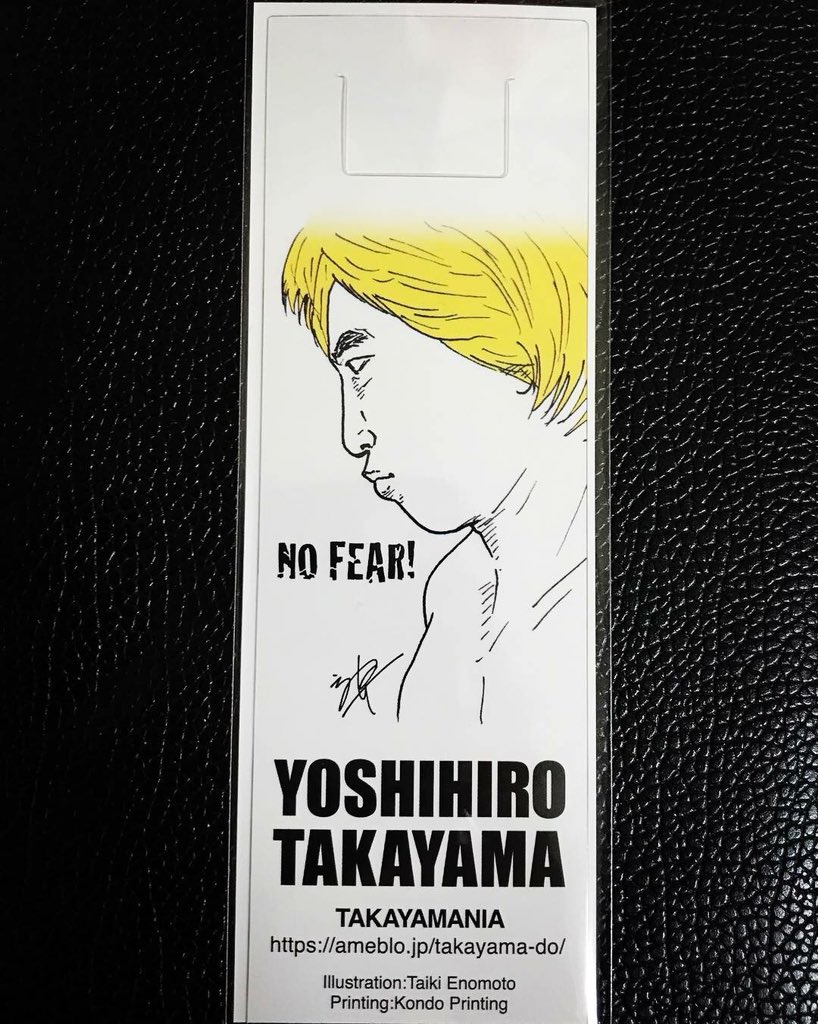 NO FEAR!
YOSHIHIRO
TAKAYAMA
TAKAYAMANIA
https://ameblo.jp/takayama-do/
Illustration:Taiki Enomoto
Printing:Kondo Printing